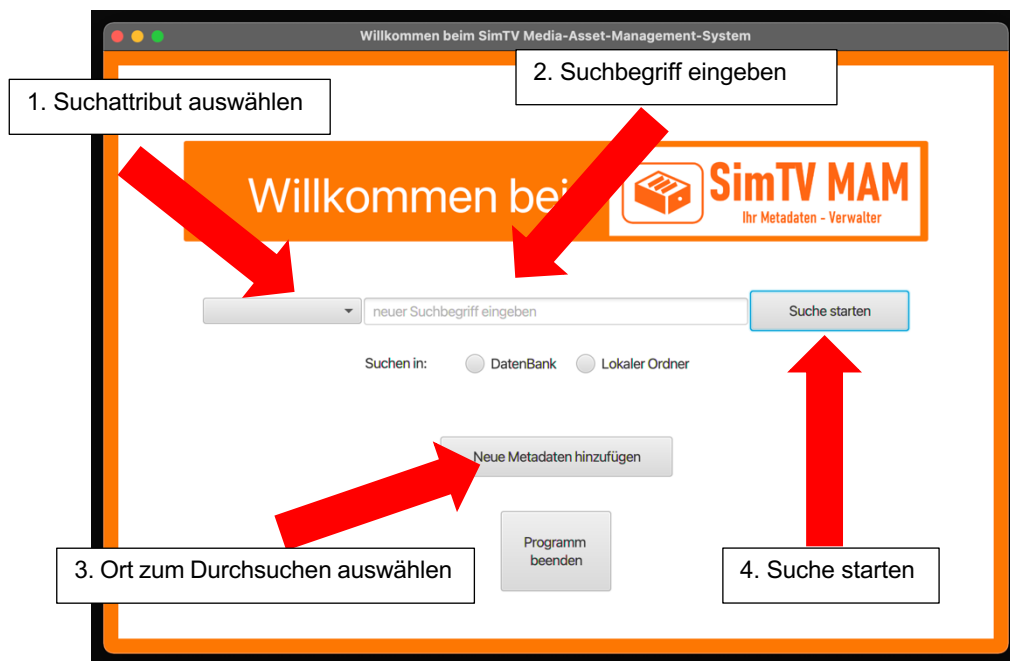 Willkommen beim SimTV Media-Asset-Management-System
2. Suchbegriff eingeben
1. Suchattribut auswählen
Willkommen bei
SimTV MAM
Ihr Metadaten - Verwalter
neuer Suchbegriff eingeben
Suche starten
Suchen in:
DatenBank
Lokaler Ordner
Neue Metadaten hinzufügen
Programm
beenden
3. Ort zum Durchsuchen auswählen
4. Suche starten